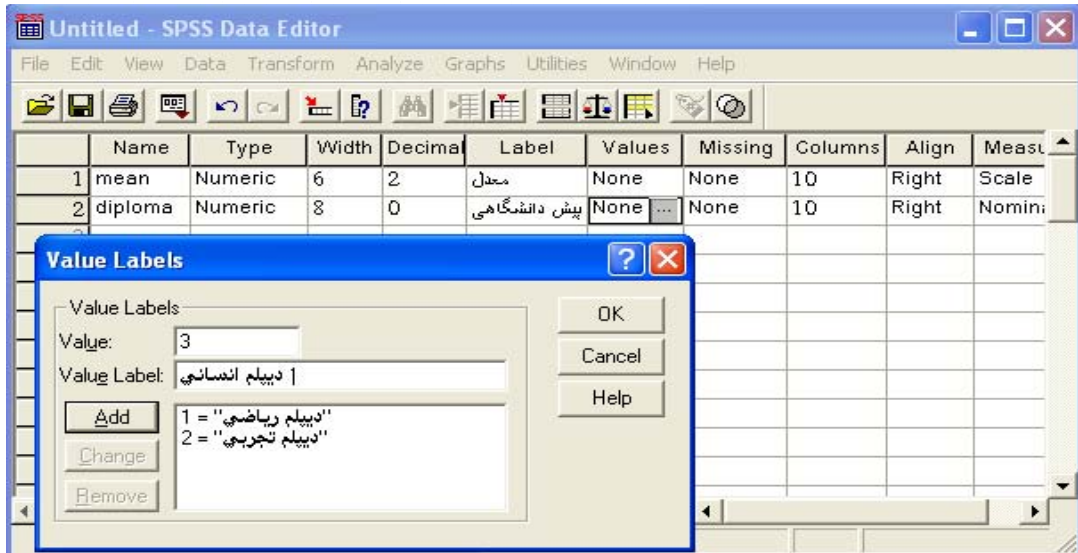 Untitled - SPSS Data Editor
File Edit View Data Transform Analyze Graphs Utilities Window Help
Name Type Width Decimal Label Values Missing Columns Align Measu
1 mean Numeric 6 2 معدل None None 10 Right Scale
2 diploma Numeric 8 0 پیش دانشگاهی None ... None 10 Right Nomina
Value Labels
Value Labels
Value: 3
Value Label: دیپلم انساني
OK
Cancel
Help
Add
Change
Remove
1 = "دیپلم ریاضي"
2 = "دیپلم تجربي"